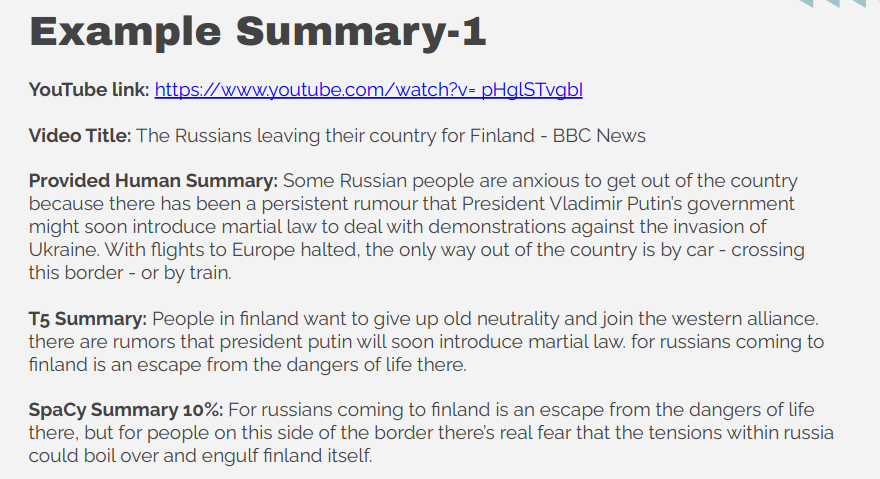 Example Summary-1
YouTube link: https://www.youtube.com/watch?v= pHglSTvgbI
Video Title: The Russians leaving their country for Finland - BBC News
Provided Human Summary: Some Russian people are anxious to get out of the country
because there has been a persistent rumour that President Vladimir Putin's government
might soon introduce martial law to deal with demonstrations against the invasion of
Ukraine. With flights to Europe halted, the only way out of the country is by car - crossing
this border - or by train.
T5 Summary: People in finland want to give up old neutrality and join the western alliance.
there are rumors that president putin will soon introduce martial law. for russians coming to
finland is an escape from the dangers of life there.
SpaCy Summary 10%: For russians coming to finland is an escape from the dangers of life
there, but for people on this side of the border there's real fear that the tensions within russia
could boil over and engulf finland itself.